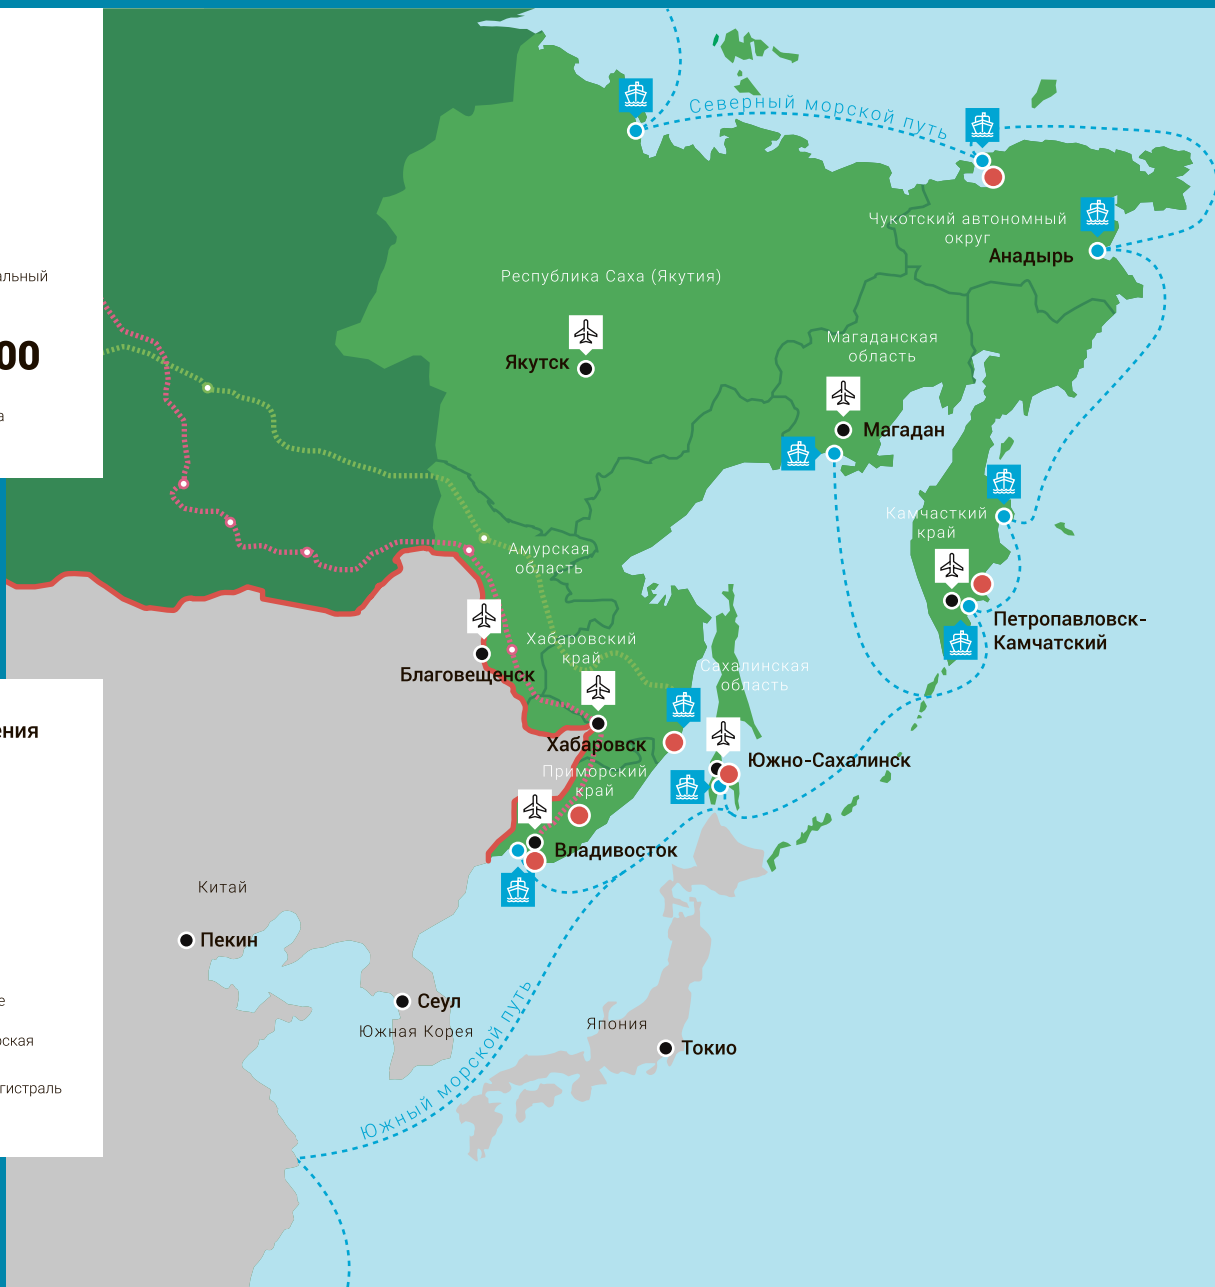 Северный морской путь
Чукотский автономный
округ
Анадырь
альный
Республика Саха (Якутия)
Магаданская
область
00
Якутск
а
Магадан
Камчасткий
край
Амурская
область
Петропавловск-
Камчатский
Хабаровский
край
Сахалинская
область
Благовещенск
ения
Хабаровск
Южно-Сахалинск
Приморский
край
Владивосток
Китай
Пекин
е
Сеул
Южная Корея
Япония
рская
Токио
Южный морской путь
гистраль